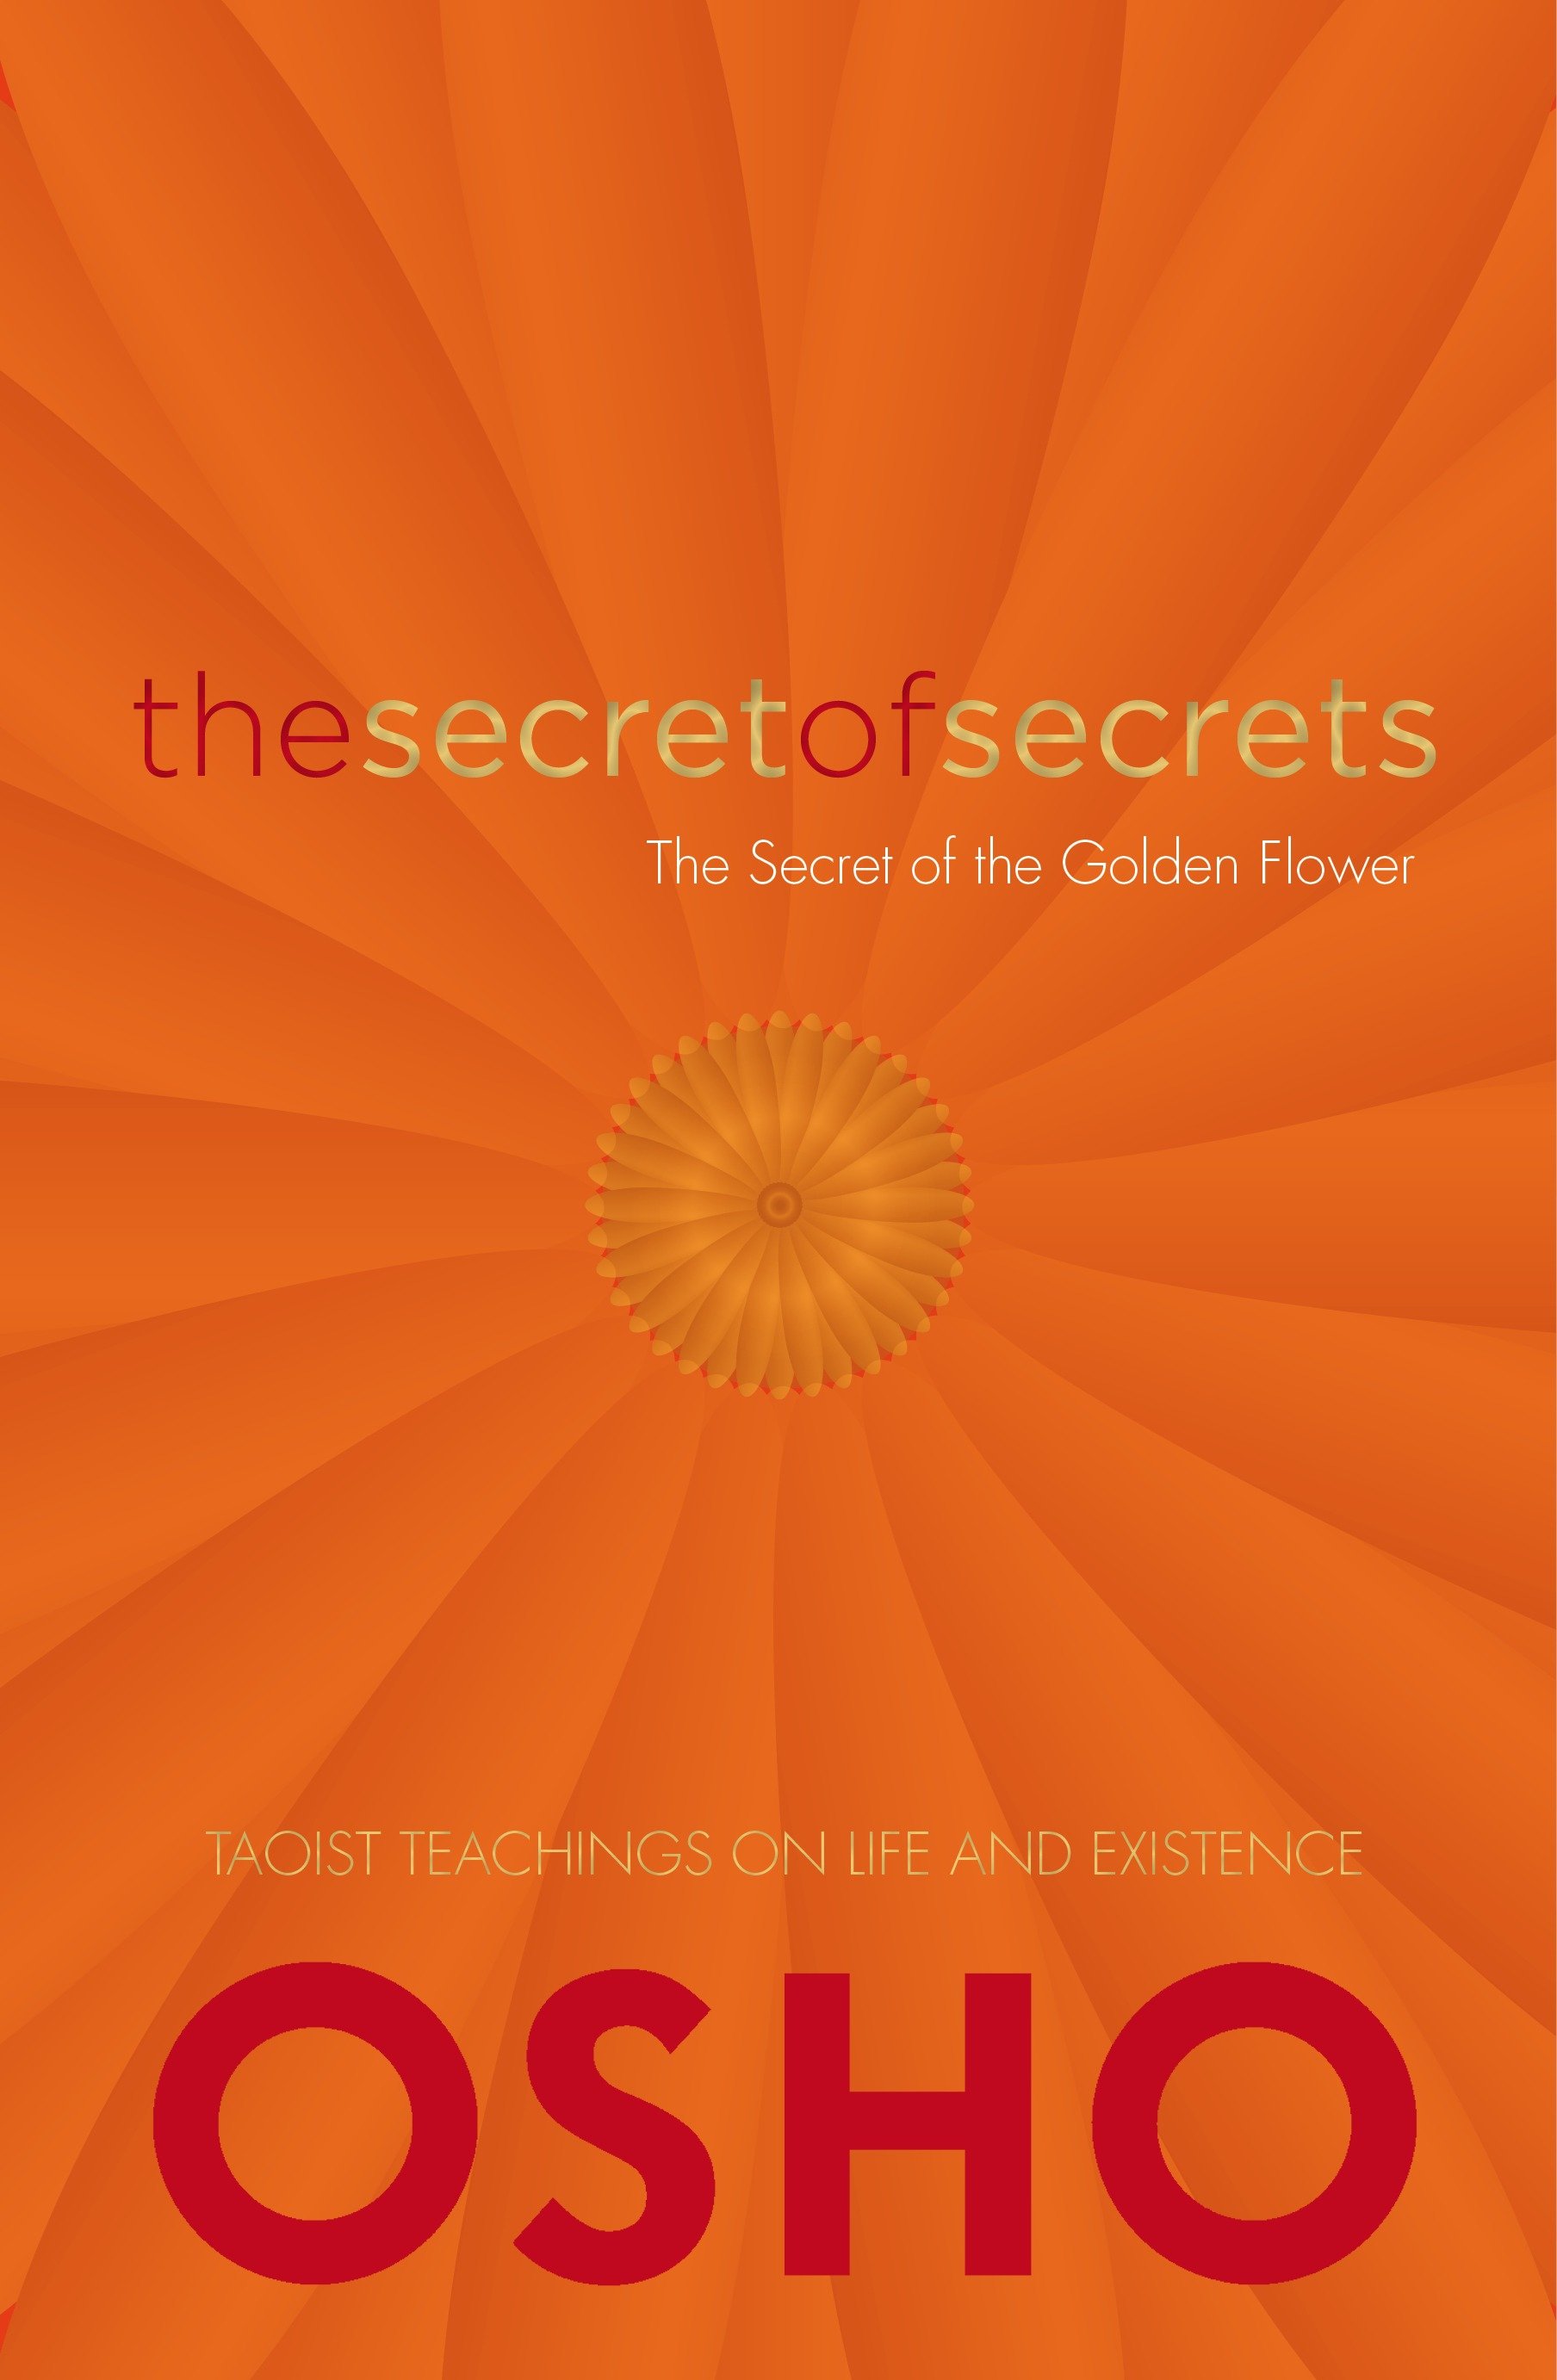 thesecretofsecrets
The Secret of the Golden Flower
TAOIST TEACHINGS ON LIFE AND EXISTENCE
OSHO